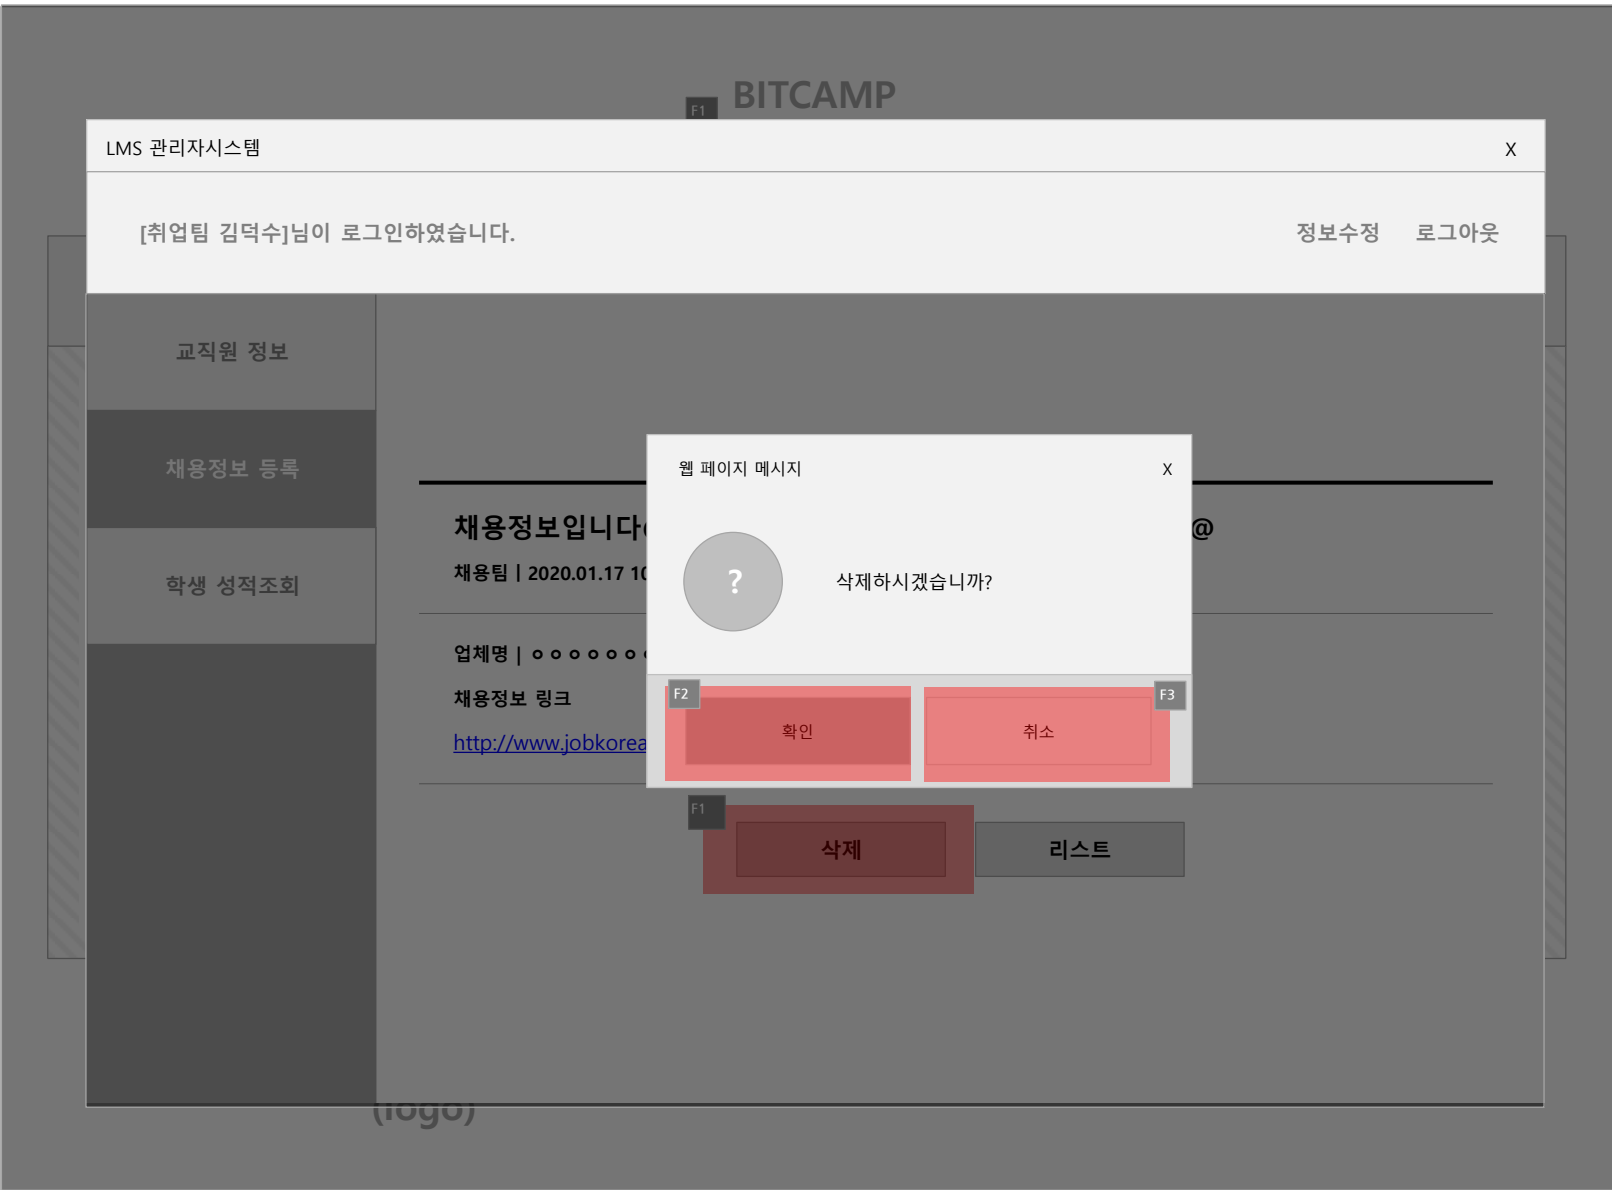 BITCAMP
F1
LMS 관리자시스템
X
[취업팀 김덕수]님이 로그인하였습니다.
정보수정
로그아웃
교직원 정보
채용정보 등록
학생 성적조회
웹 페이지 메시지
X
채용정보입니다
@
채용팀 | 2020.01.17
?
삭제하시겠습니까?
업체명 | ㅇㅇㅇㅇㅇㅇ
채용정보 링크
http://www.jobkorea
F2
확인
F3
취소
F1
삭제
리스트
(logo)